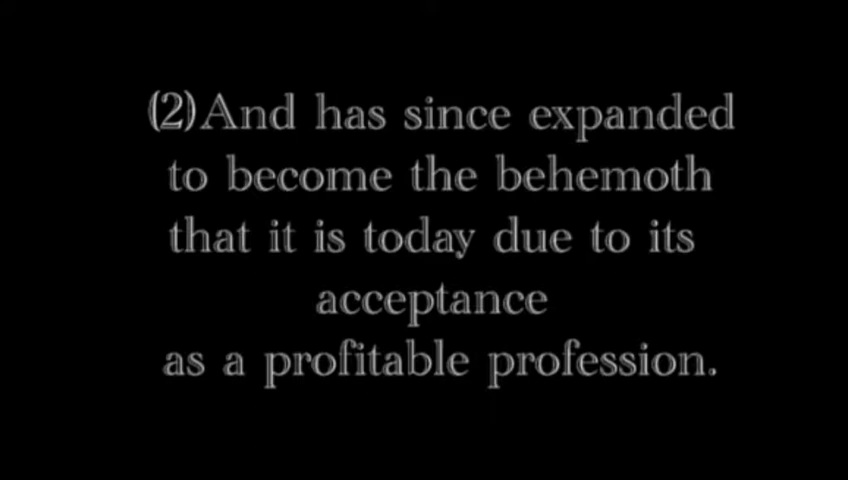 (2)And has since expanded
to become the behemoth
that it is today due to its
acceptance
as a profitable profession.